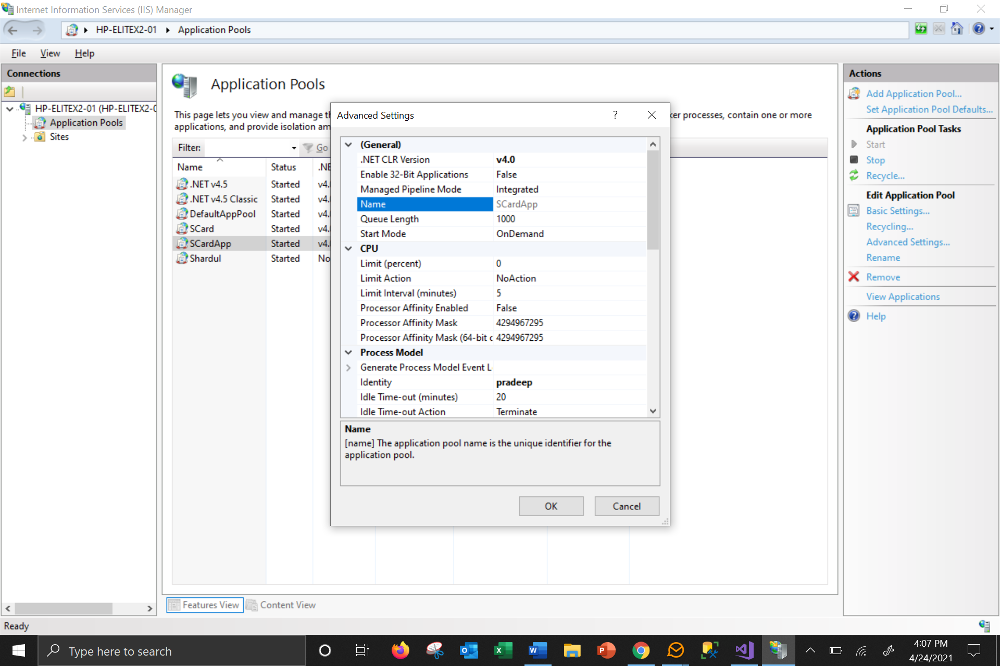 Internet Information Services (IIS) Manager
HP-ELITEX2-01 Application Pools
File View Help
Connections
HP-ELITEX2-01 (HP-ELITEX2-0
Application Pools
Sites
Application Pools
This page lets you view and manage th
ker processes, contain one or more
applications, and provide isolation am
Filter: Go
Name Status .NE
.NET v4.5 Started v4.
.NET v4.5 Classic Started v4.
DefaultAppPool Started v4.
SCard Started v4.
SCardApp Started v4.
Shardul Started No
Advanced Settings ?
(General)
.NET CLR Version v4.0
Enable 32-Bit Applications False
Managed Pipeline Mode Integrated
Name SCardApp
Queue Length 1000
Start Mode OnDemand
CPU
Limit (percent) 0
Limit Action NoAction
Limit Interval (minutes) 5
Processor Affinity Enabled False
Processor Affinity Mask 4294967295
Processor Affinity Mask (64-bit c 4294967295
Process Model
Generate Process Model Event L
Identity pradeep
Idle Time-out (minutes) 20
Idle Time-out Action Terminate
Name
[name] The application pool name is the unique identifier for the
application pool.
OK Cancel
Actions
Add Application Pool...
Set Application Pool Defaults...
Application Pool Tasks
Start
Stop
Recycle...
Edit Application Pool
Basic Settings...
Recycling...
Advanced Settings...
Rename
Remove
View Applications
Help
Features View Content View
Ready
Type here to search
4:07 PM
4/24/2021